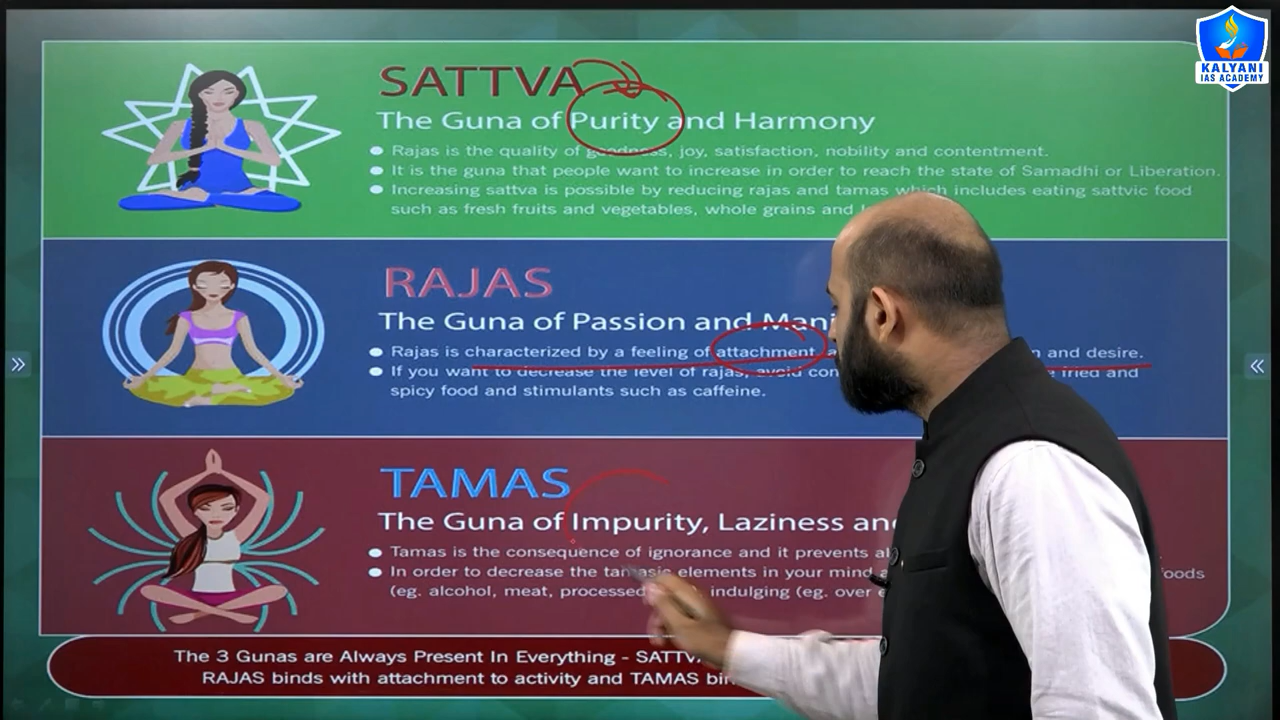 KALYANI
IAS ACADEMY
SATTVA
The Guna of Purity and Harmony
Rajas is the quality of goodness, joy, satisfaction, nobility and contentment.
It is the guna that people want to increase in order to reach the state of Samadhi or Liberation.
Increasing sattva is possible by reducing rajas and tamas which includes eating sattvic food
such as fresh fruits and vegetables, whole grains and
RAJAS
The Guna of Passion and
Rajas is characterized by a feeling of attachment, and desire.
If you want to decrease the level of rajas, avoid fried and
spicy food and stimulants such as caffeine.
TAMAS
The Guna of Impurity, Laziness
Tamas is the consequence of ignorance and it prevents
In order to decrease the tamasic elements in your mind foods
(eg. alcohol, meat, processed indulging (eg. over
The 3 Gunas are Always Present In Everything -
RAJAS binds with attachment to activity and TAMAS